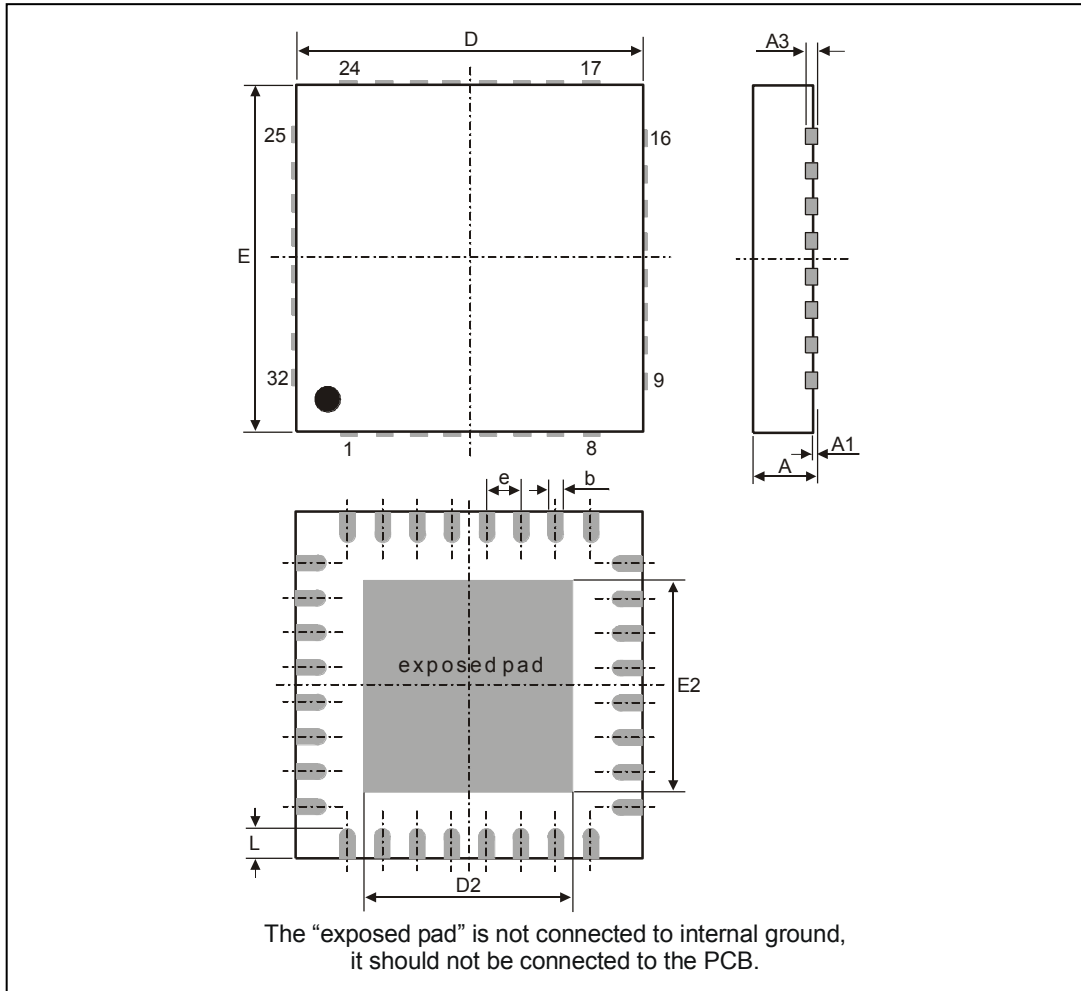 D
A3
24
17
25
16
E
32
9
1
8
A1
A
e
b
exposed pad
E2
L
D2
The “exposed pad” is not connected to internal ground,
it should not be connected to the PCB.